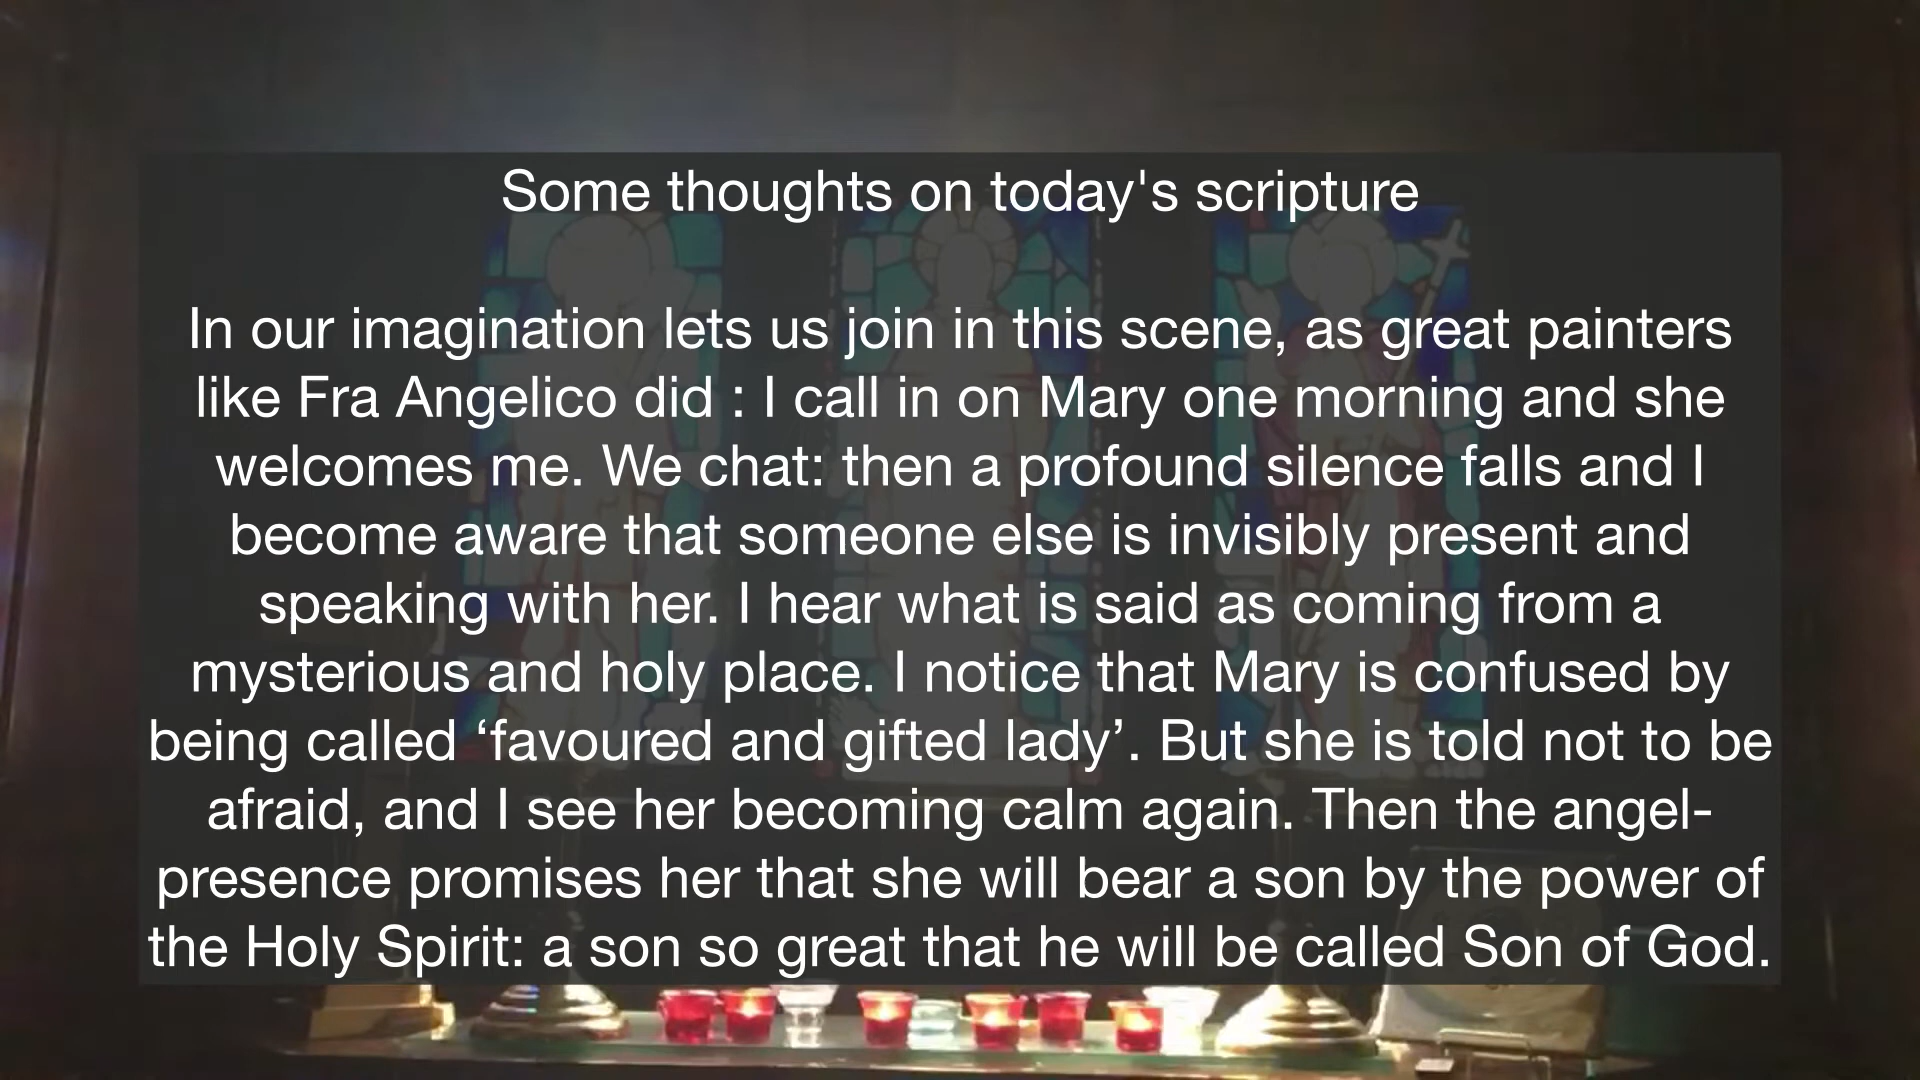 Some thoughts on today's scripture
In our imagination lets us join in this scene, as great painters
like Fra Angelico did : I call in on Mary one morning and she
welcomes me. We chat: then a profound silence falls and I
become aware that someone else is invisibly present and
speaking with her. I hear what is said as coming from a
mysterious and holy place. I notice that Mary is confused by
being called ‘favoured and gifted lady’. But she is told not to be
afraid, and I see her becoming calm again. Then the angel-
presence promises her that she will bear a son by the power of
the Holy Spirit: a son so great that he will be called Son of God.